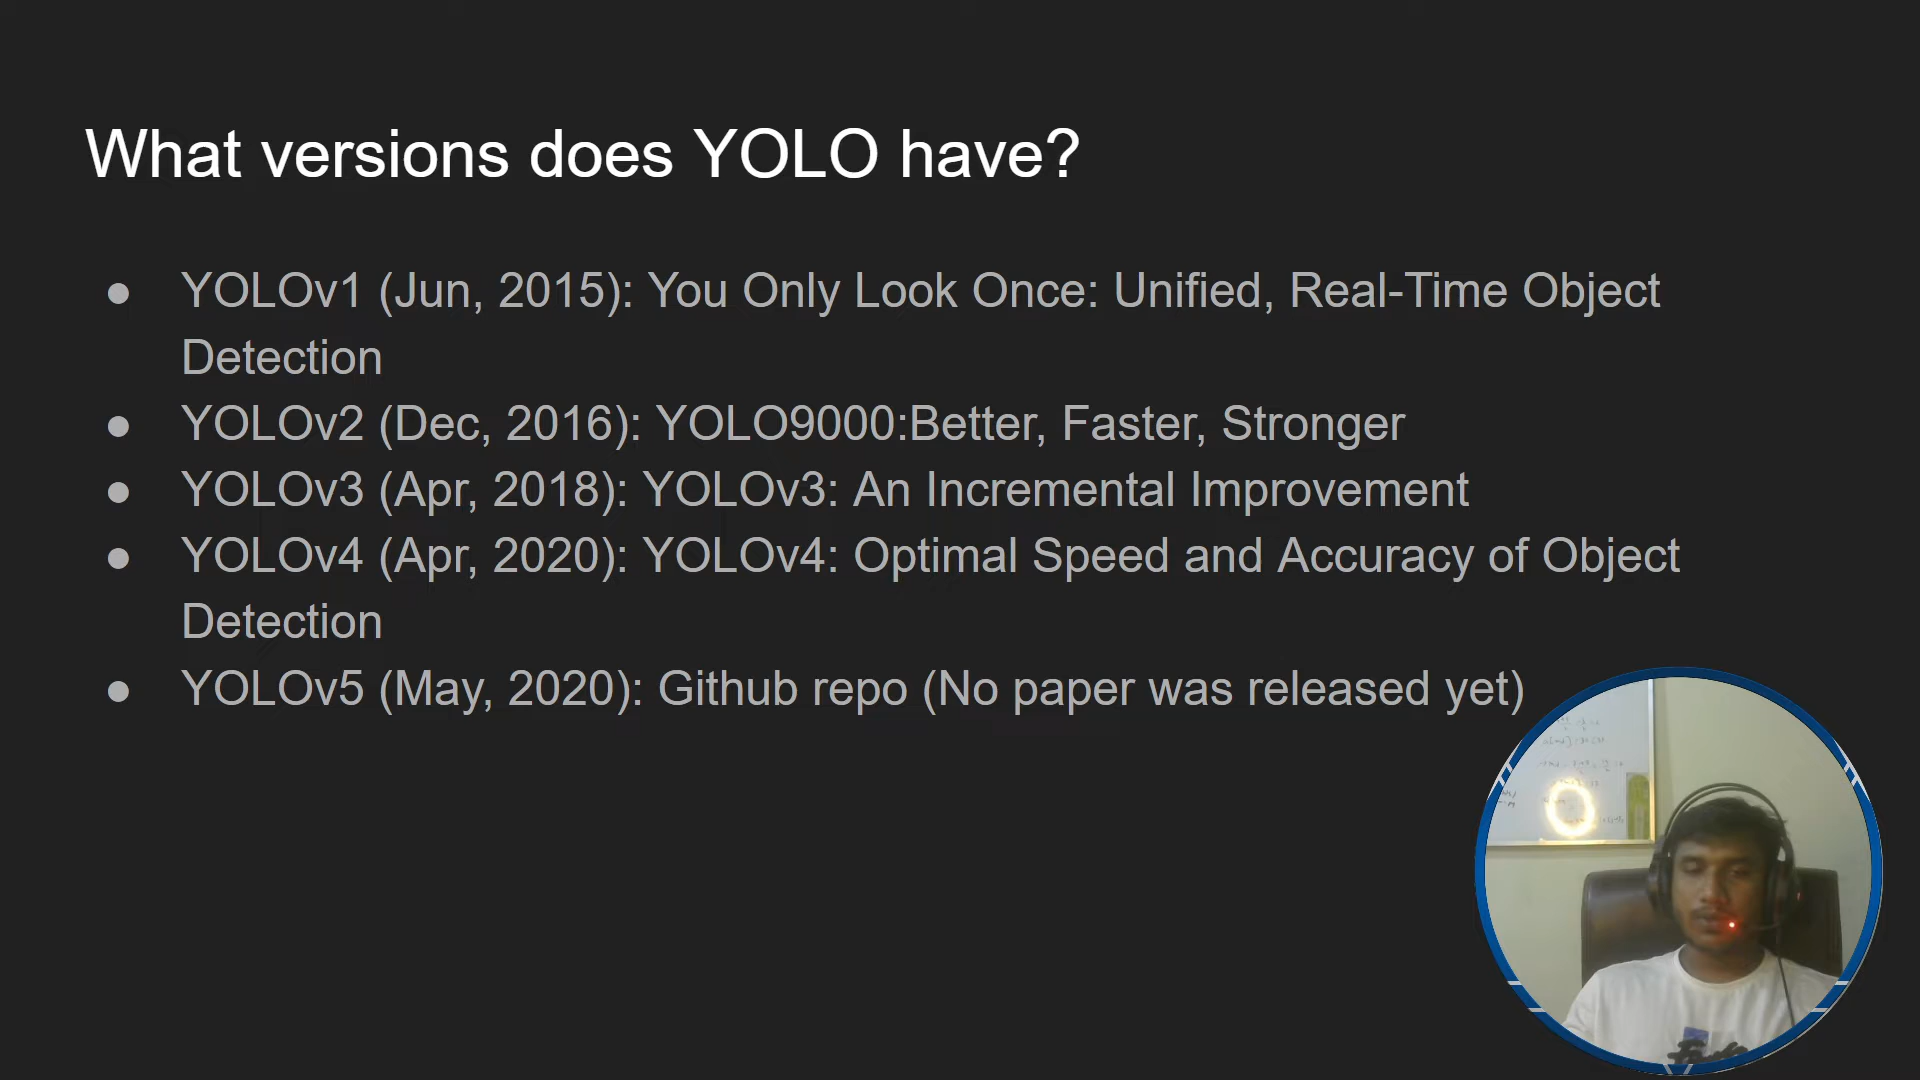 What versions does YOLO have?
● YOLOv1 (Jun, 2015): You Only Look Once: Unified, Real-Time Object
Detection
● YOLOv2 (Dec, 2016): YOLO9000:Better, Faster, Stronger
● YOLOv3 (Apr, 2018): YOLOv3: An Incremental Improvement
● YOLOv4 (Apr, 2020): YOLOv4: Optimal Speed and Accuracy of Object
Detection
● YOLOv5 (May, 2020): Github repo (No paper was released yet)